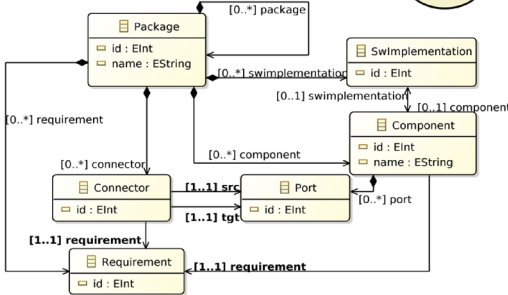 [0..*] package
Package
id : EInt
name : EString
[0..*] swimplementation
SwImplementation
id : EInt
[0..1] swimplementation
[0..1] component
[0..*] requirement
Component
id : EInt
name : EString
[0..*] component
[0..*] connector
Connector
id : EInt
[1..1] src
[1..1] tgt
Port
id : EInt
[0..*] port
[1..1] requirement
Requirement
id : EInt
[1..1] requirement